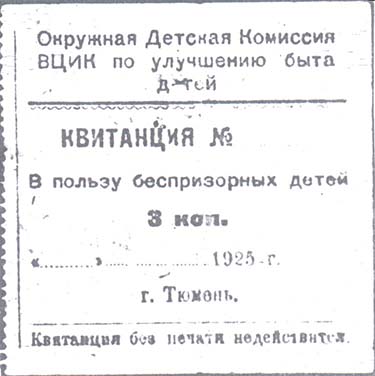 Окружная Детская Комиссия
ВЦИК по улучшению быта
детей
КВИТАНЦИЯ №
В пользу беспризорных детей
3 коп.
«..........» .................. 1925 г.
г. Тюмень.
Квитанция без печати недействител.